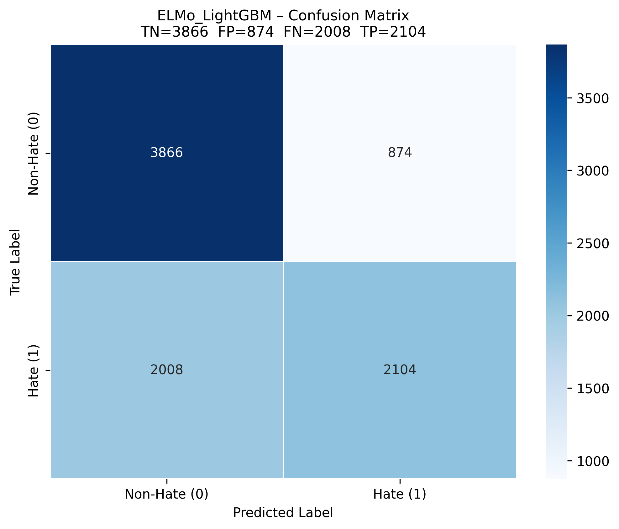 ELMo_LightGBM – Confusion Matrix
TN=3866 FP=874 FN=2008 TP=2104
True Label
Non-Hate (0)
3866
874
Hate (1)
2008
2104
Non-Hate (0)
Hate (1)
Predicted Label
3500
3000
2500
2000
1500
1000